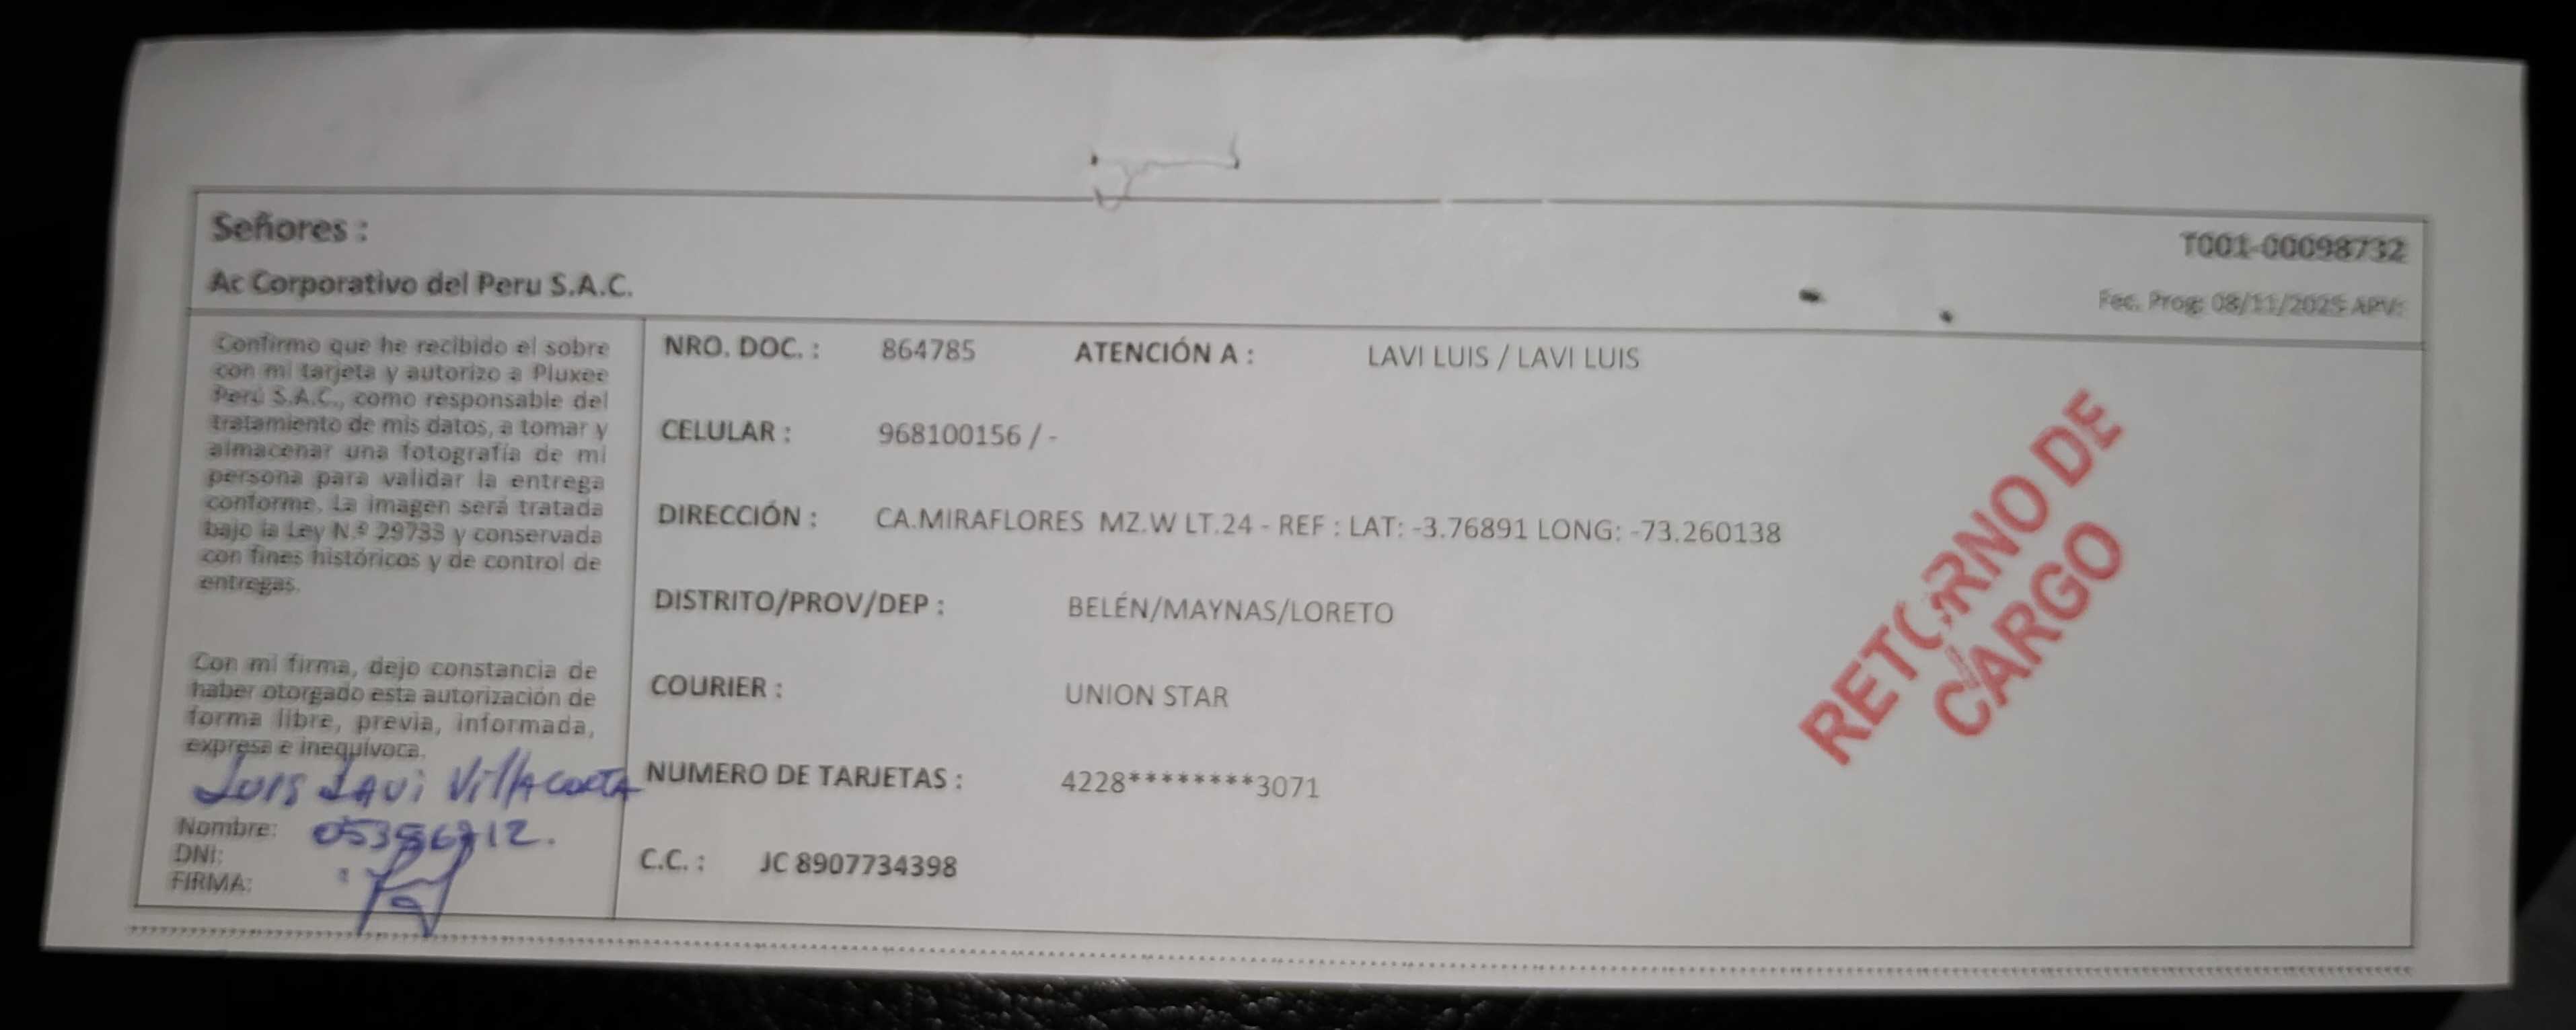 Señores :
T001-00098732
Ac Corporativo del Peru S.A.C.
Fec. Prog: 08/11/2025 APV:
Confirmo que he recibido el sobre
con mi tarjeta y autorizo a Pluxee
Perú S.A.C., como responsable del
tratamiento de mis datos, a tomar y
almacenar una fotografía de mi
persona para validar la entrega
conforme. La imagen será tratada
bajo la Ley N.º 29733 y conservada
con fines históricos y de control de
entregas.
Con mi firma, dejo constancia de
haber otorgado esta autorización de
forma libre, previa, informada,
expresa e inequívoca.
Luis Lavi Villacorta
Nombre:
DNI:
FIRMA:
NRO. DOC. : 864785 ATENCIÓN A : LAVI LUIS / LAVI LUIS
CELULAR : 968100156 / -
DIRECCIÓN : CA.MIRAFLORES MZ.W LT.24 - REF : LAT: -3.76891 LONG: -73.260138
DISTRITO/PROV/DEP : BELÉN/MAYNAS/LORETO
COURIER : UNION STAR
NUMERO DE TARJETAS : 4228********3071
C.C. : JC 8907734398
RETORNO DE
CARGO